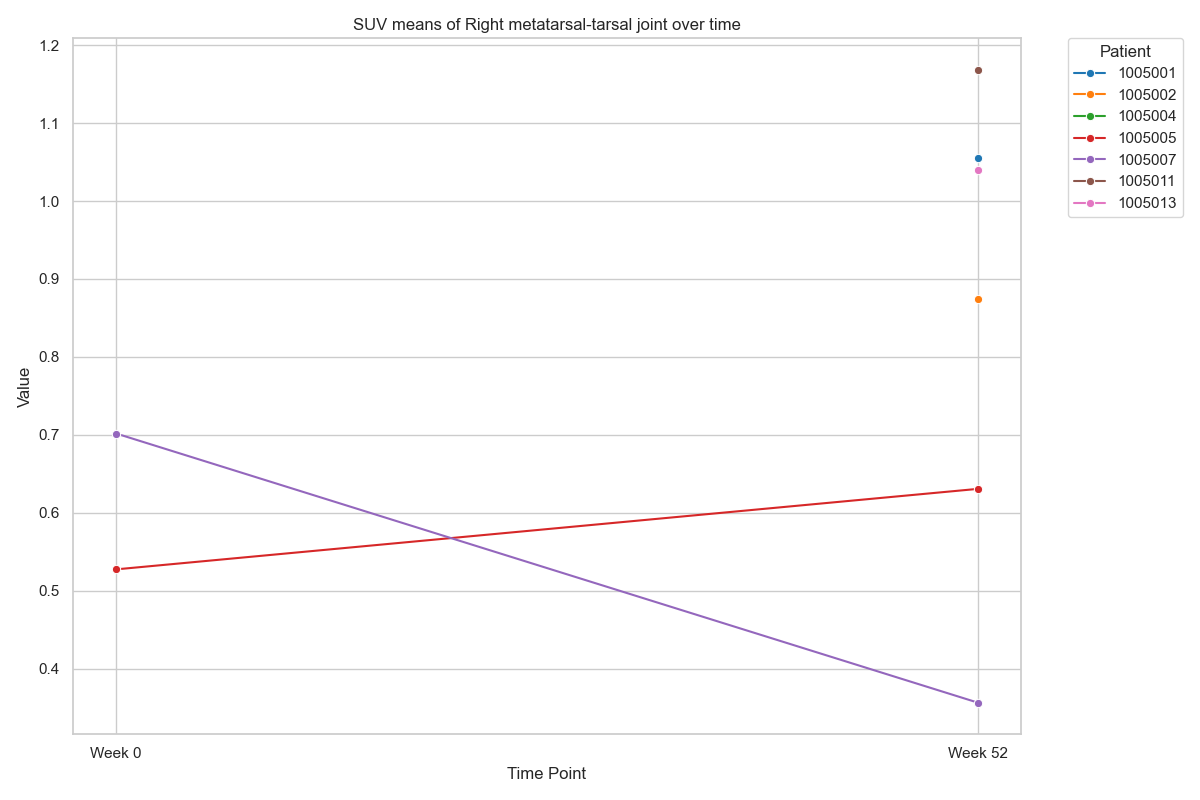 SUV means of Right metatarsal-tarsal joint over time
Patient
1005001
1005002
1005004
1005005
1005007
1005011
1005013
1.2
1.1
1.0
0.9
0.8
0.7
0.6
0.5
0.4
Value
Week 0
Week 52
Time Point